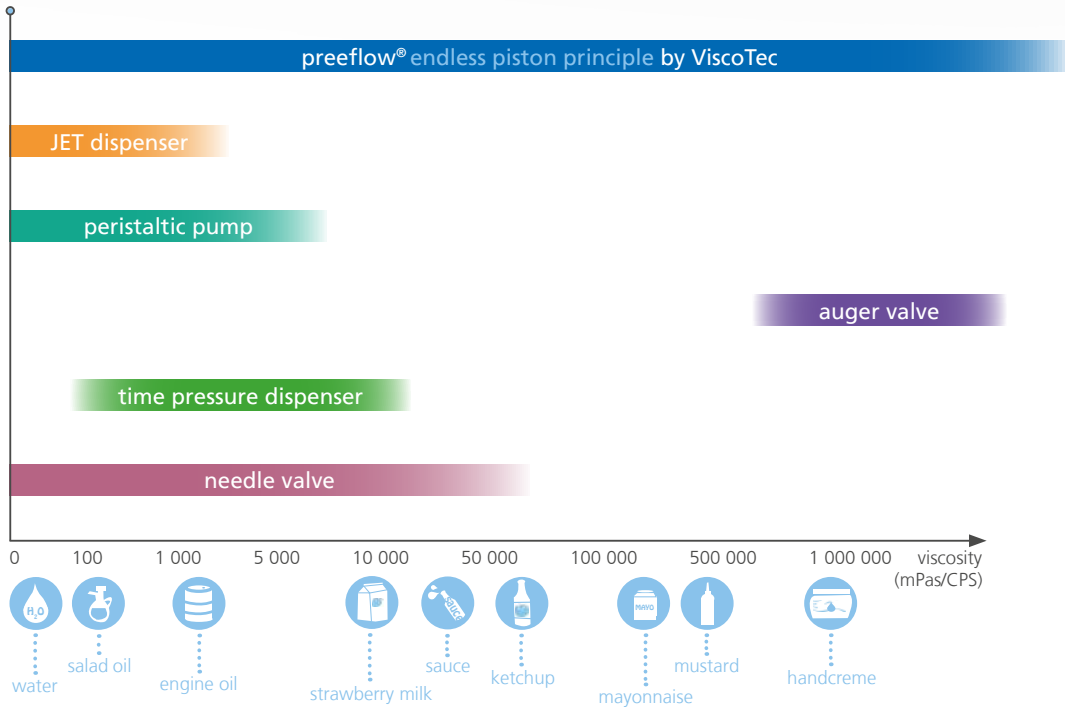 preeflow® endless piston principle by ViscoTec
JET dispenser
peristaltic pump
auger valve
time pressure dispenser
needle valve
0 100 1 000 5 000 10 000 50 000 100 000 500 000 1 000 000 viscosity
(mPas/CPS)
H₂O
SAUCE
MAYO
water
salad oil
engine oil
strawberry milk
sauce
ketchup
mayonnaise
mustard
handcreme